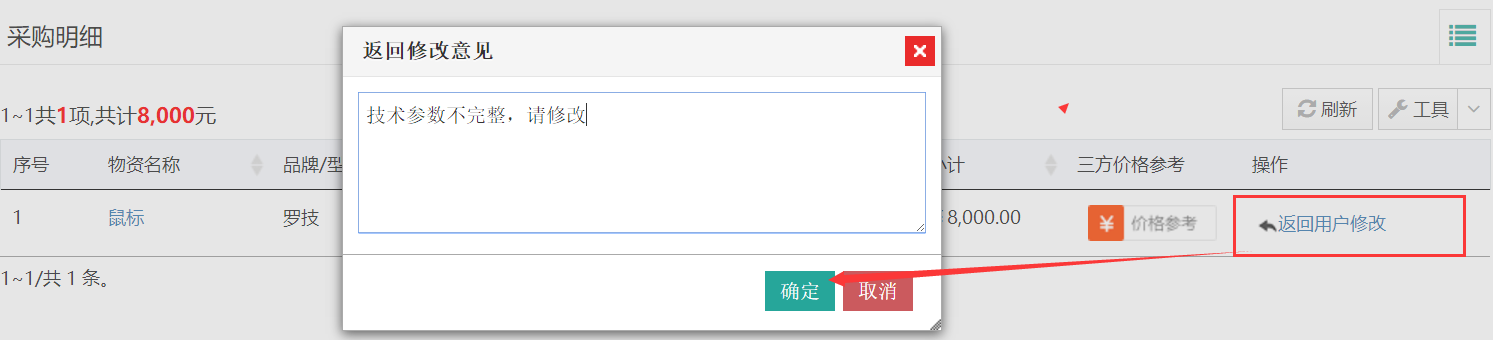 采购明细
返回修改意见
技术参数不完整，请修改
1~1共1项,共计8,000元
刷新
工具
序号
物资名称
品牌/型
计
三方价格参考
操作
1
鼠标
罗技
8,000.00
¥
价格参考
返回用户修改
1~1/共 1 条。
确定
取消